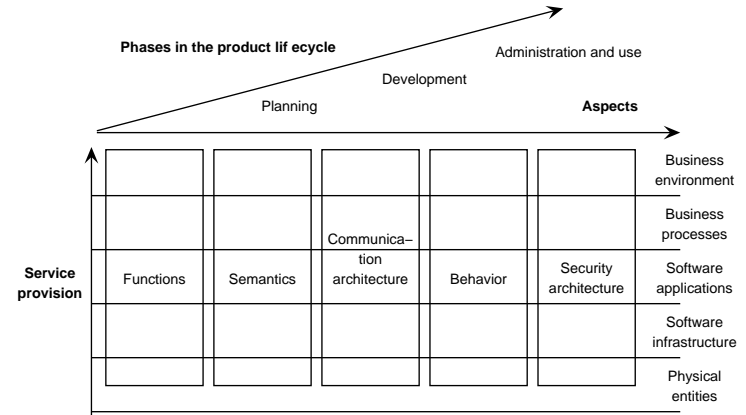 Phases in the product lif ecycle
Administration and use
Development
Planning
Aspects
Business
environment
Business
processes
Service
provision
Functions
Semantics
Communica–
tion
architecture
Behavior
Security
architecture
Software
applications
Software
infrastructure
Physical
entities